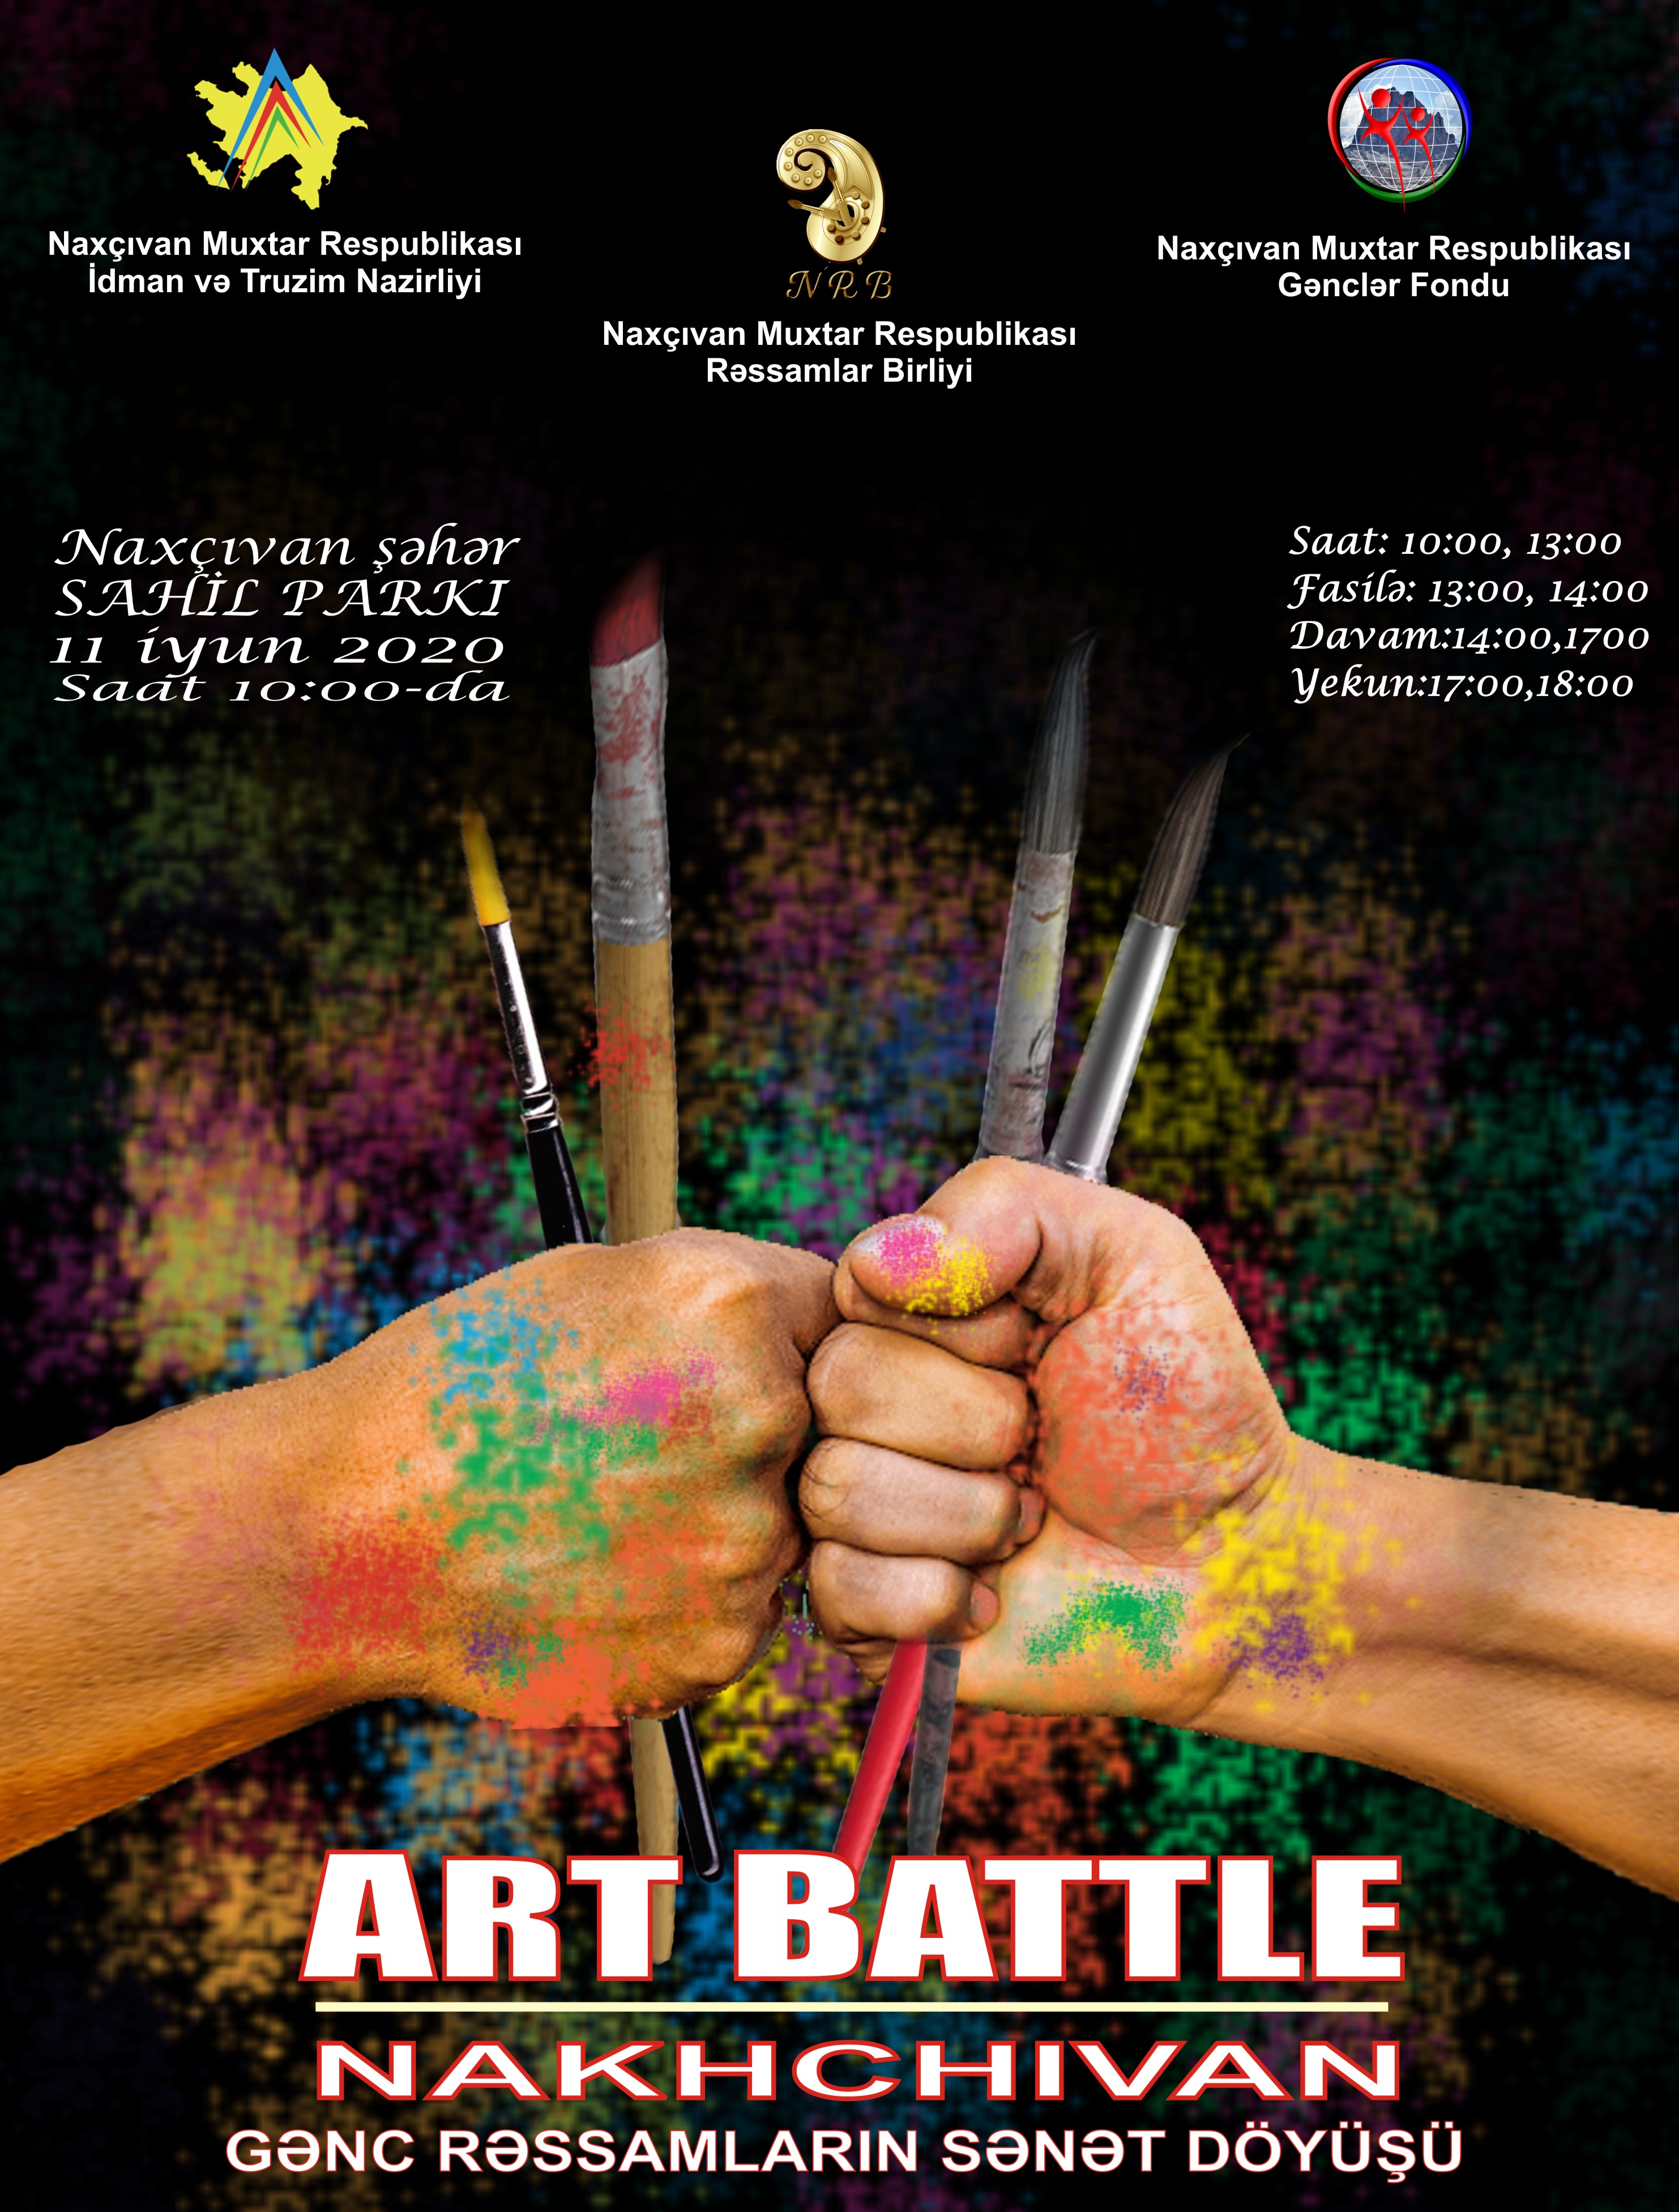 Naxçıvan Muxtar Respublikası
İdman və Truzim Nazirliyi
N R B
Naxçıvan Muxtar Respublikası
Rəssamlar Birliyi
Naxçıvan Muxtar Respublikası
Gənclər Fondu
Naxçıvan şəhər
SAHİL PARKI
11 iyun 2020
Saat 10:00-da
Saat: 10:00, 13:00
Fasilə: 13:00, 14:00
Davam:14:00,1700
Yekun:17:00,18:00
ART BATTLE
NAKHCHIVAN
GƏNC RƏSSAMLARIN SƏNƏT DÖYÜŞÜ